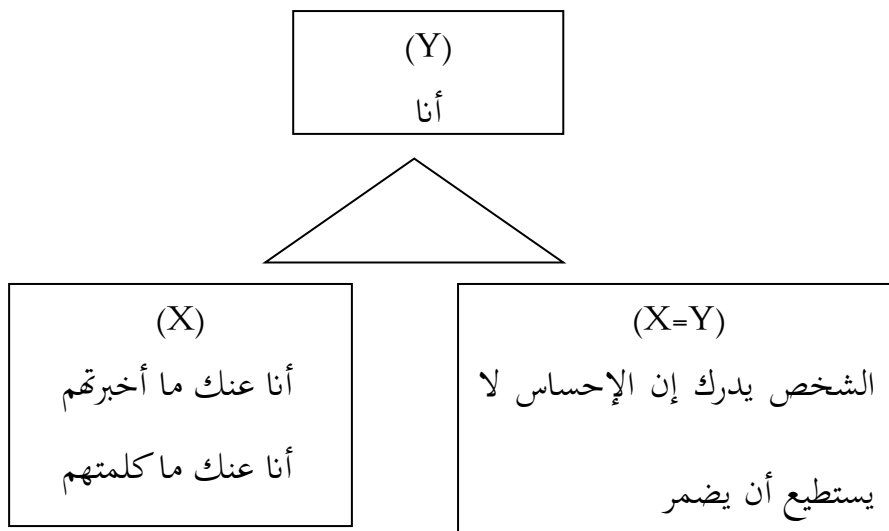 (Y)
أنا
(X)
أنا عنك ما أخبرتهم
أنا عنك ما كلمتهم
(X=Y)
الشخص يدرك إن الإحساس لا
يستطيع أن يضمر